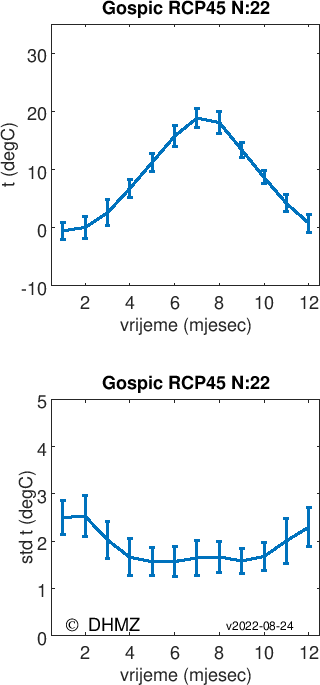 Gospic RCP45 N:22
30
20
10
0
-10
t (degC)
2 4 6 8 10 12
vrijeme (mjesec)
Gospic RCP45 N:22
5
4
3
2
1
0
std t (degC)
© DHMZ v2022-08-24
2 4 6 8 10 12
vrijeme (mjesec)